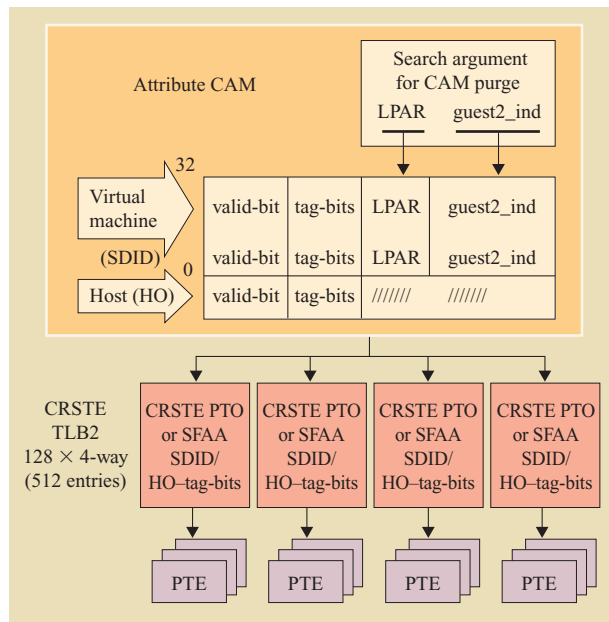 Search argument
for CAM purge
LPAR guest2_ind
Attribute CAM
32
Virtual
machine
(SDID)
0
Host (HO)
valid-bit tag-bits LPAR guest2_ind
valid-bit tag-bits LPAR guest2_ind
valid-bit tag-bits /////// ///////
CRSTE
TLB2
128 × 4-way
(512 entries)
CRSTE PTO
or SFAA
SDID/
HO–tag-bits
CRSTE PTO
or SFAA
SDID/
HO–tag-bits
CRSTE PTO
or SFAA
SDID/
HO–tag-bits
CRSTE PTO
or SFAA
SDID/
HO–tag-bits
PTE PTE PTE PTE